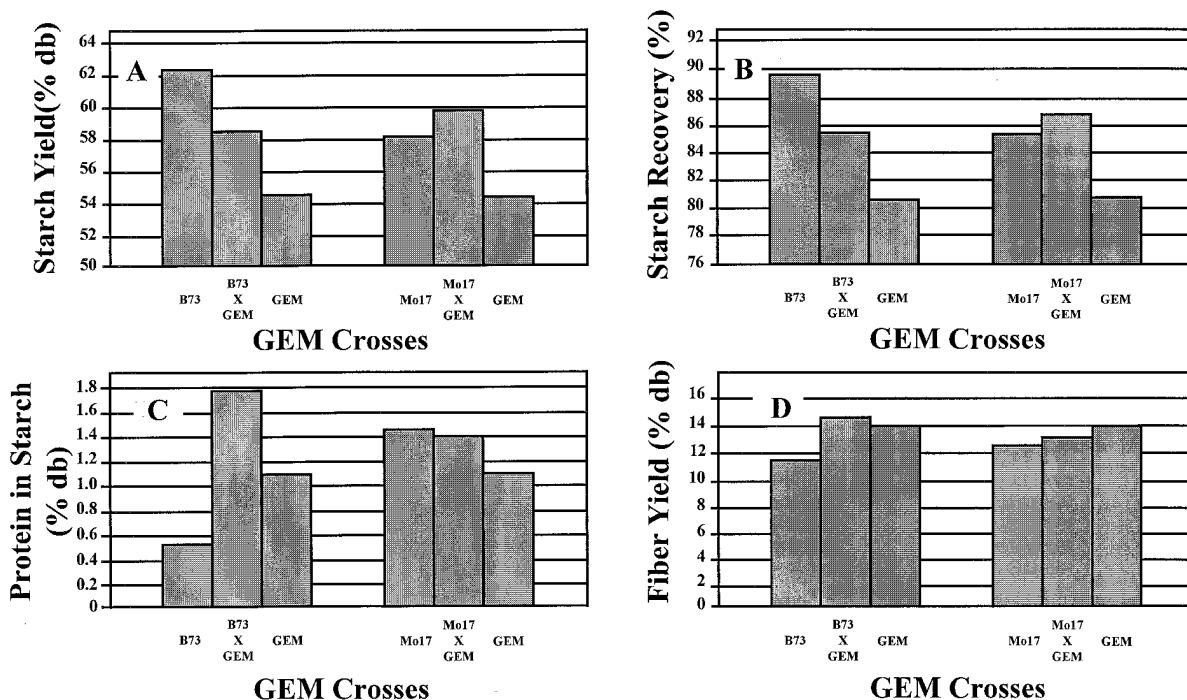 Starch Yield(% db)
64
62
60
58
56
54
52
50
A
B73
B73
X
GEM
GEM
Mo17
Mo17
X
GEM
GEM
GEM Crosses
Starch Recovery (%)
92
90
88
86
84
82
80
78
76
B
B73
B73
X
GEM
GEM
Mo17
Mo17
X
GEM
GEM
GEM Crosses
Protein in Starch
(% db)
1.8
1.6
1.4
1.2
1.0
0.8
0.6
0.4
0.2
0
C
B73
B73
X
GEM
GEM
Mo17
Mo17
X
GEM
GEM
GEM Crosses
Fiber Yield (% db)
16
14
12
10
8
6
4
2
0
D
B73
B73
X
GEM
GEM
Mo17
Mo17
X
GEM
GEM
GEM Crosses